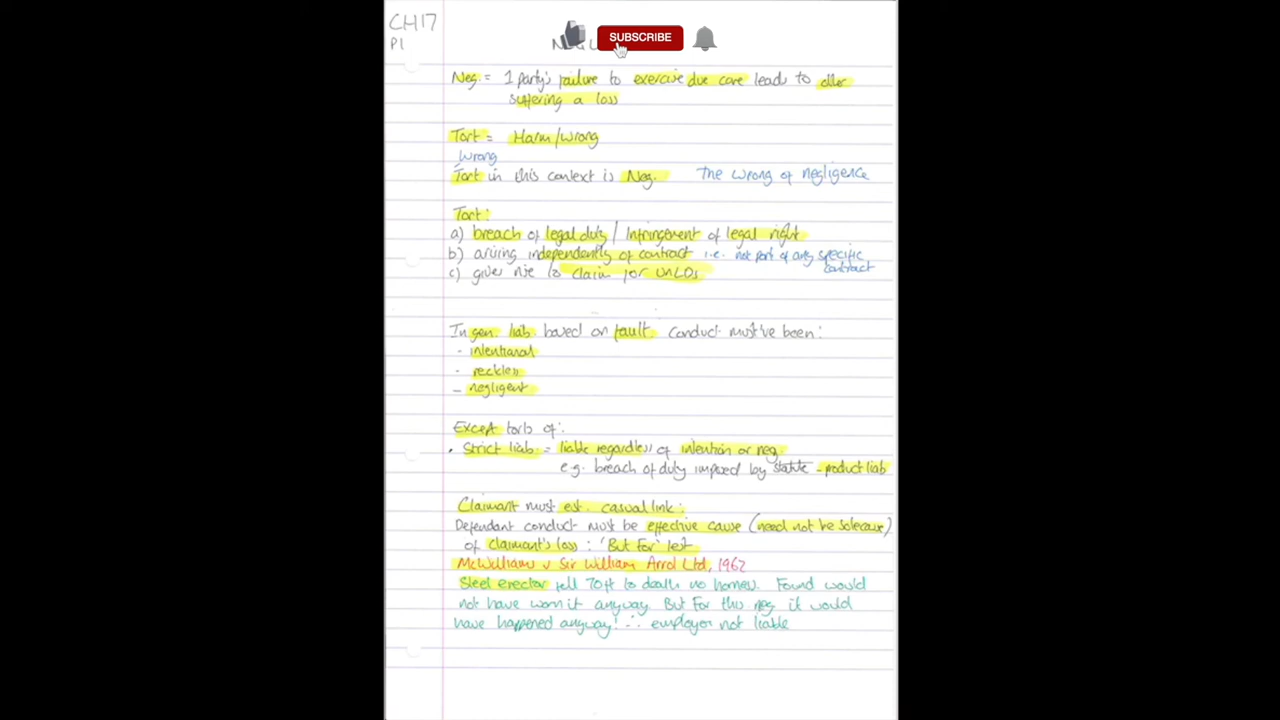 CH17
SUBSCRIBE
P1
Neg. = 1 party's failure to exercise due care leads to other
suffering a loss
Tort = Harm/wrong
Wrong
Tort in this context is Neg. The wrong of negligence
Tort:
a) breach of legal duty / Infringement of legal right
b) arising independently of contract i.e. not part of any specific
contract
c) gives rise to claim for UNLDs
In gen. liab. based on fault. Conduct must've been:
- intentional
- reckless
- negligent
Except torts of:
• Strict liab. = liable regardless of intention or neg.
e.g. breach of duty imposed by statute - product liab
Claimant must est. casual link:
Defendant conduct must be effective cause (need not be sole cause)
of claimant's loss : 'But For' test
McWilliams v Sir William Arrol Ltd, 1962
Steel erector fell 70ft to death no harness. Found would
not have worn it anyway. But For this neg it would
have happened anyway! ∴ employer not liable